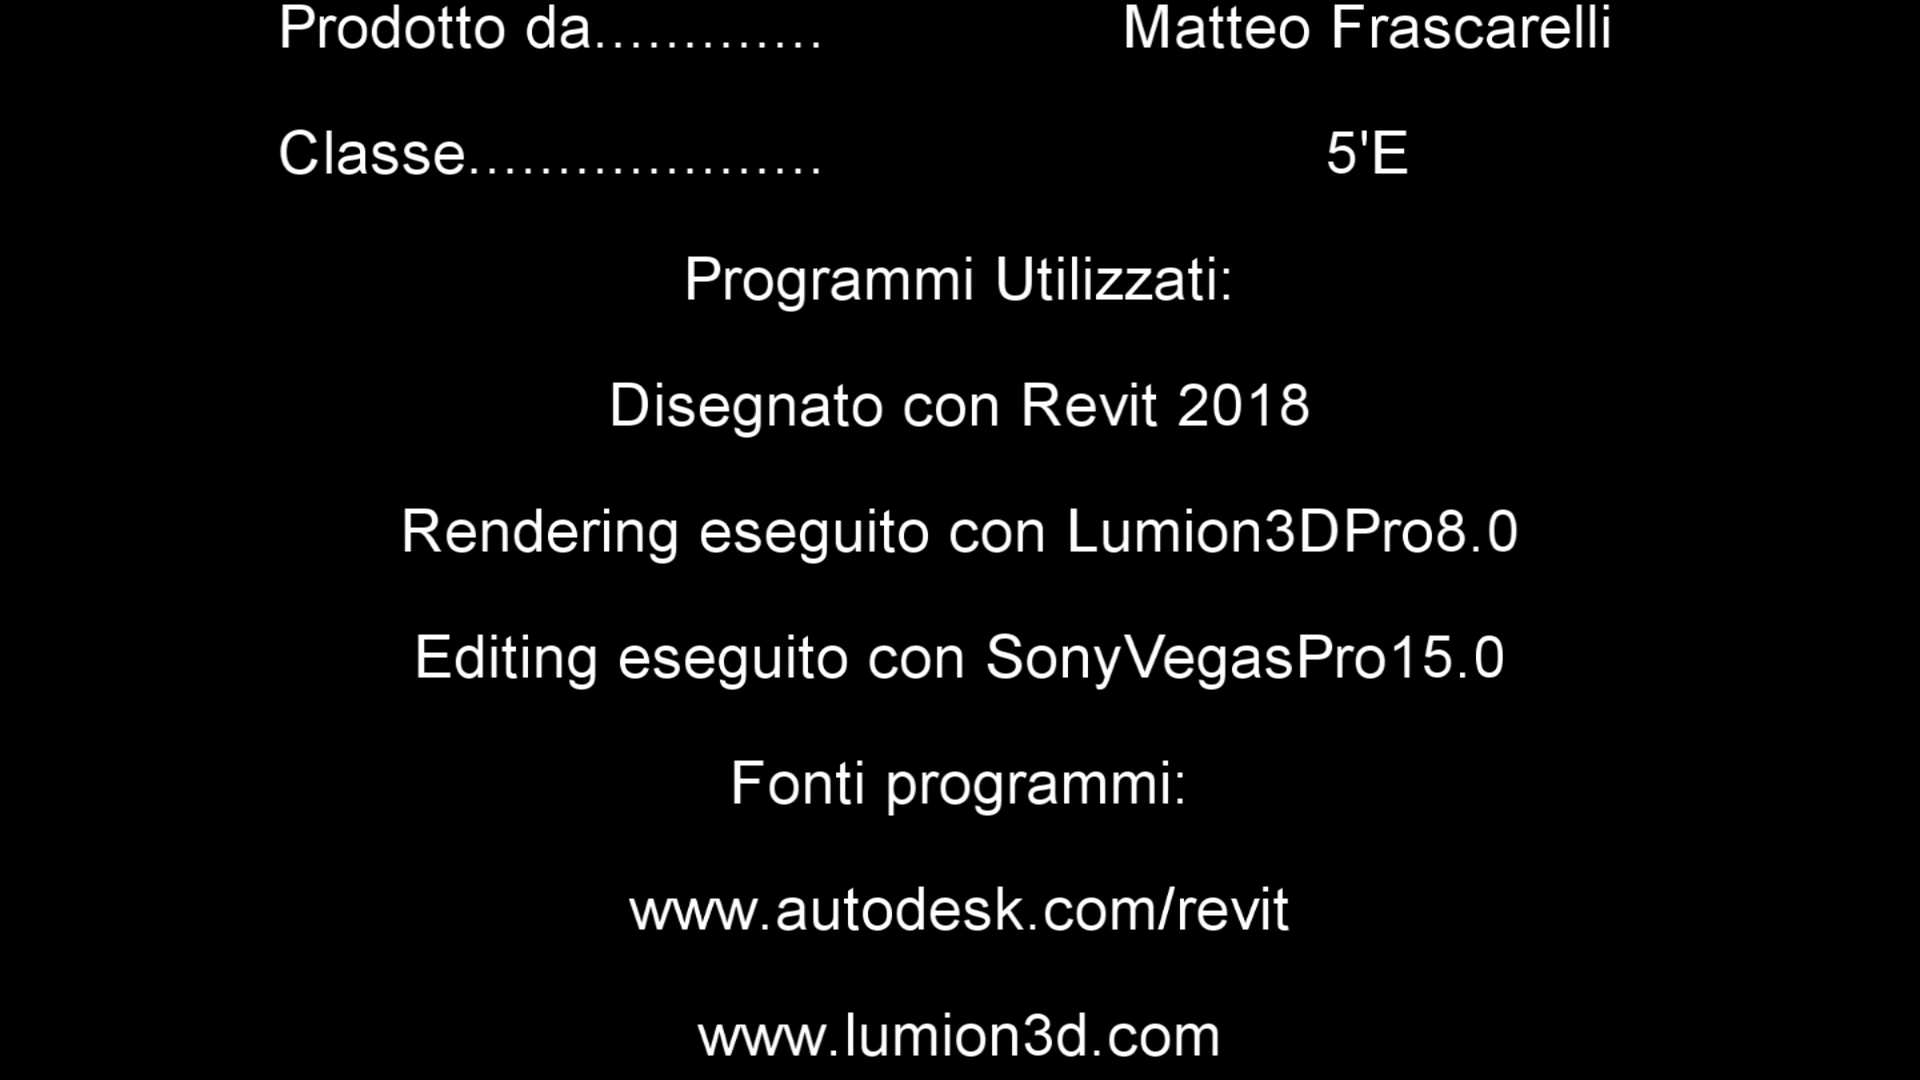 Prodotto da............. Matteo Frascarelli
Classe.................... 5'E
Programmi Utilizzati:
Disegnato con Revit 2018
Rendering eseguito con Lumion3DPro8.0
Editing eseguito con SonyVegasPro15.0
Fonti programmi:
www.autodesk.com/revit
www.lumion3d.com